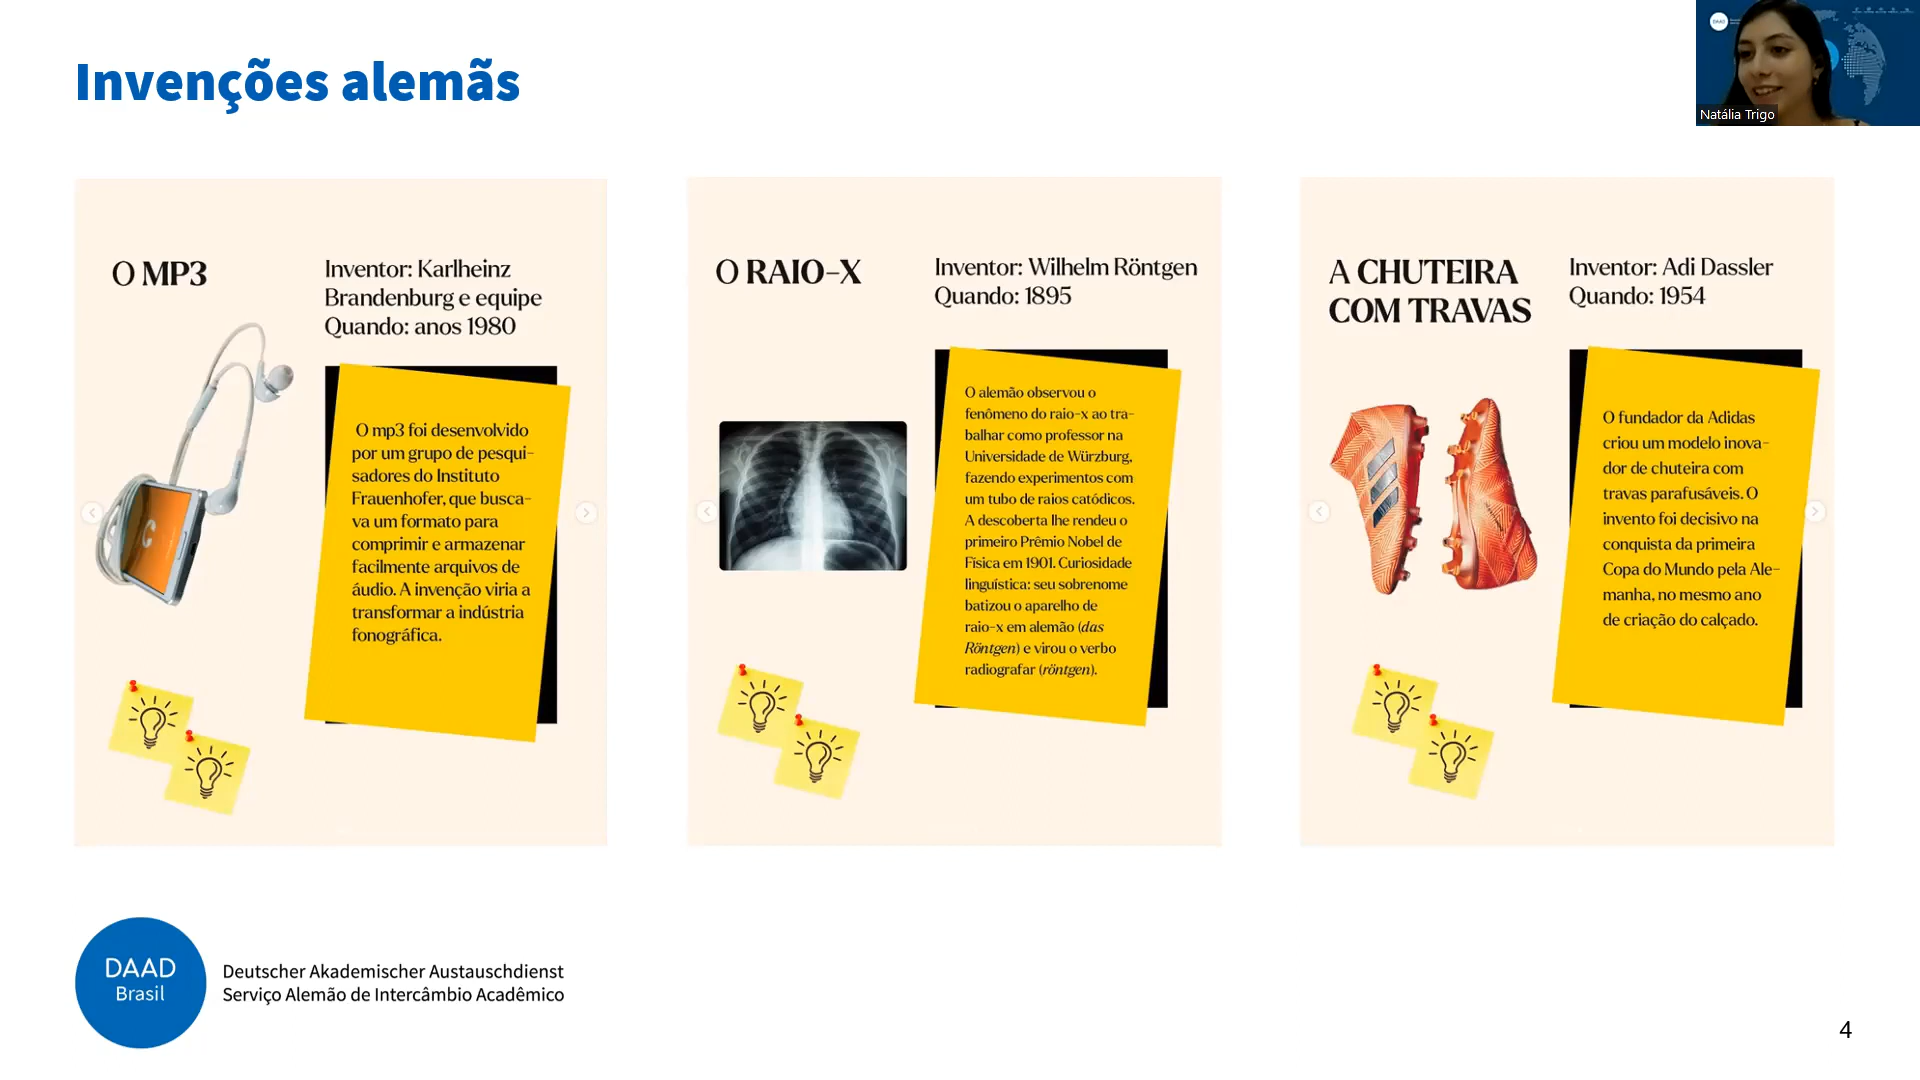 Invenções alemãs
Natália Trigo
O MP3
Inventor: Karlheinz
Brandenburg e equipe
Quando: anos 1980
O mp3 foi desenvolvido
por um grupo de pesqui-
sadores do Instituto
Frauenhofer, que busca-
va um formato para
comprimir e armazenar
facilmente arquivos de
áudio. A invenção viria a
transformar a indústria
fonográfica.
O RAIO-X
Inventor: Wilhelm Röntgen
Quando: 1895
O alemão observou o
fenômeno do raio-x ao tra-
balhar como professor na
Universidade de Würzburg,
fazendo experimentos com
um tubo de raios catódicos.
A descoberta lhe rendeu o
primeiro Prêmio Nobel de
Física em 1901. Curiosidade
linguística: seu sobrenome
batizou o aparelho de
raio-x em alemão (das
Röntgen) e virou o verbo
radiografar (röntgen).
A CHUTEIRA
COM TRAVAS
Inventor: Adi Dassler
Quando: 1954
O fundador da Adidas
criou um modelo inova-
dor de chuteira com
travas parafusáveis. O
invento foi decisivo na
conquista da primeira
Copa do Mundo pela Ale-
manha, no mesmo ano
de criação do calçado.
DAAD
Brasil
Deutscher Akademischer Austauschdienst
Serviço Alemão de Intercâmbio Acadêmico
4